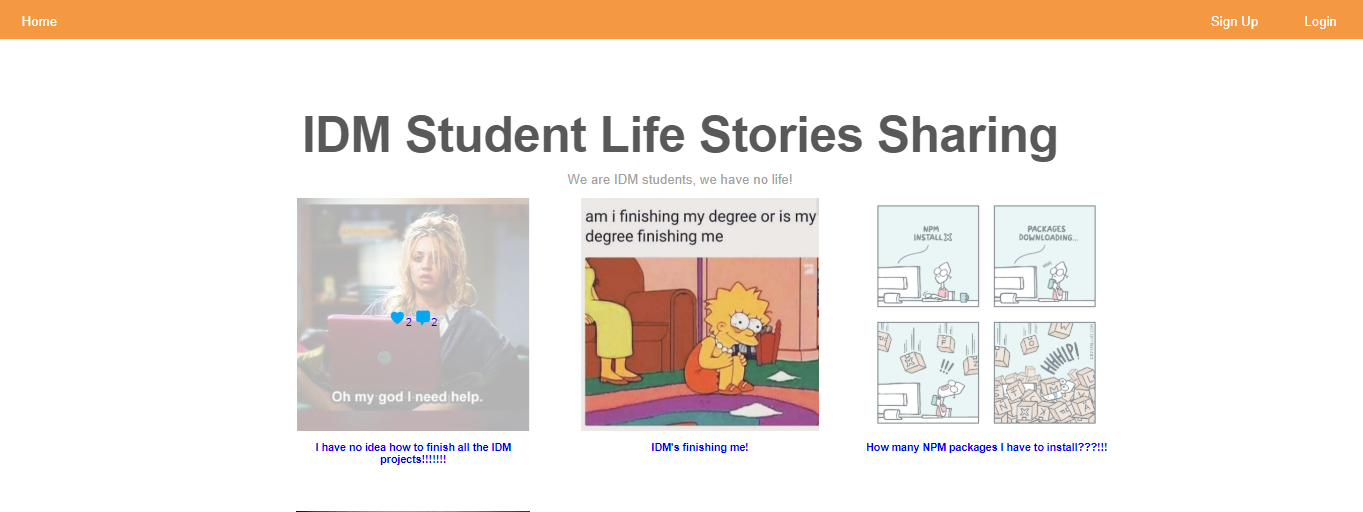 Home
Sign Up
Login
IDM Student Life Stories Sharing
We are IDM students, we have no life!
2 2
Oh my god I need help.
I have no idea how to finish all the IDM
projects!!!!!!!
am i finishing my degree or is my
degree finishing me
IDM's finishing me!
NPM
INSTALL X
PACKAGES
DOWNLOADING...
!!!
HHHLP!
How many NPM packages I have to install???!!!